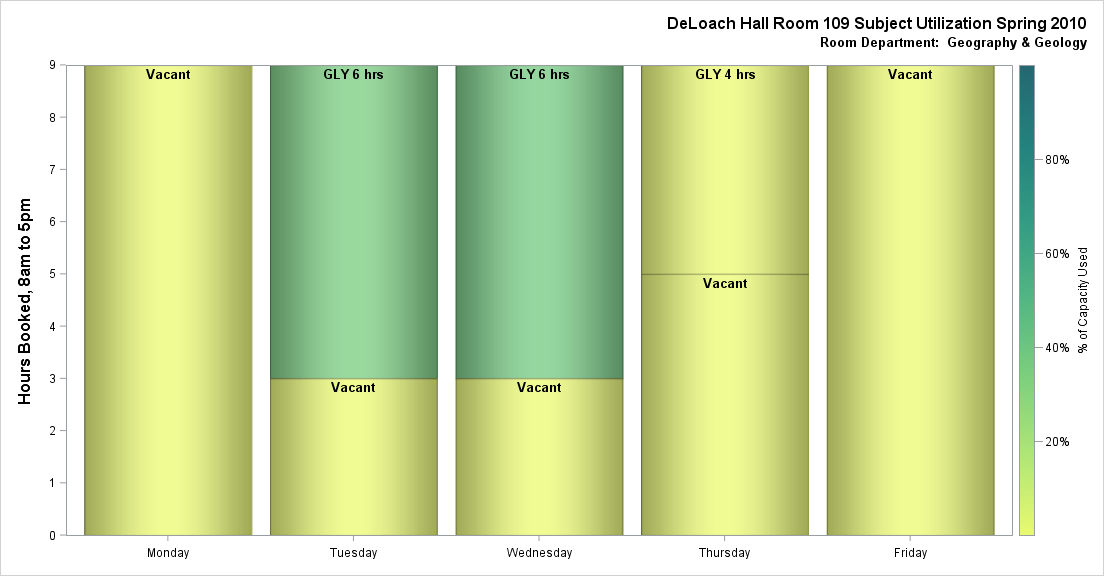 DeLoach Hall Room 109 Subject Utilization Spring 2010
Room Department:  Geography & Geology
Hours Booked, 8am to 5pm
9
8
7
6
5
4
3
2
1
0
Vacant
GLY 6 hrs
GLY 6 hrs
GLY 4 hrs
Vacant
Vacant
Vacant
Vacant
Monday
Tuesday
Wednesday
Thursday
Friday
80%
60%
40%
20%
% of Capacity Used